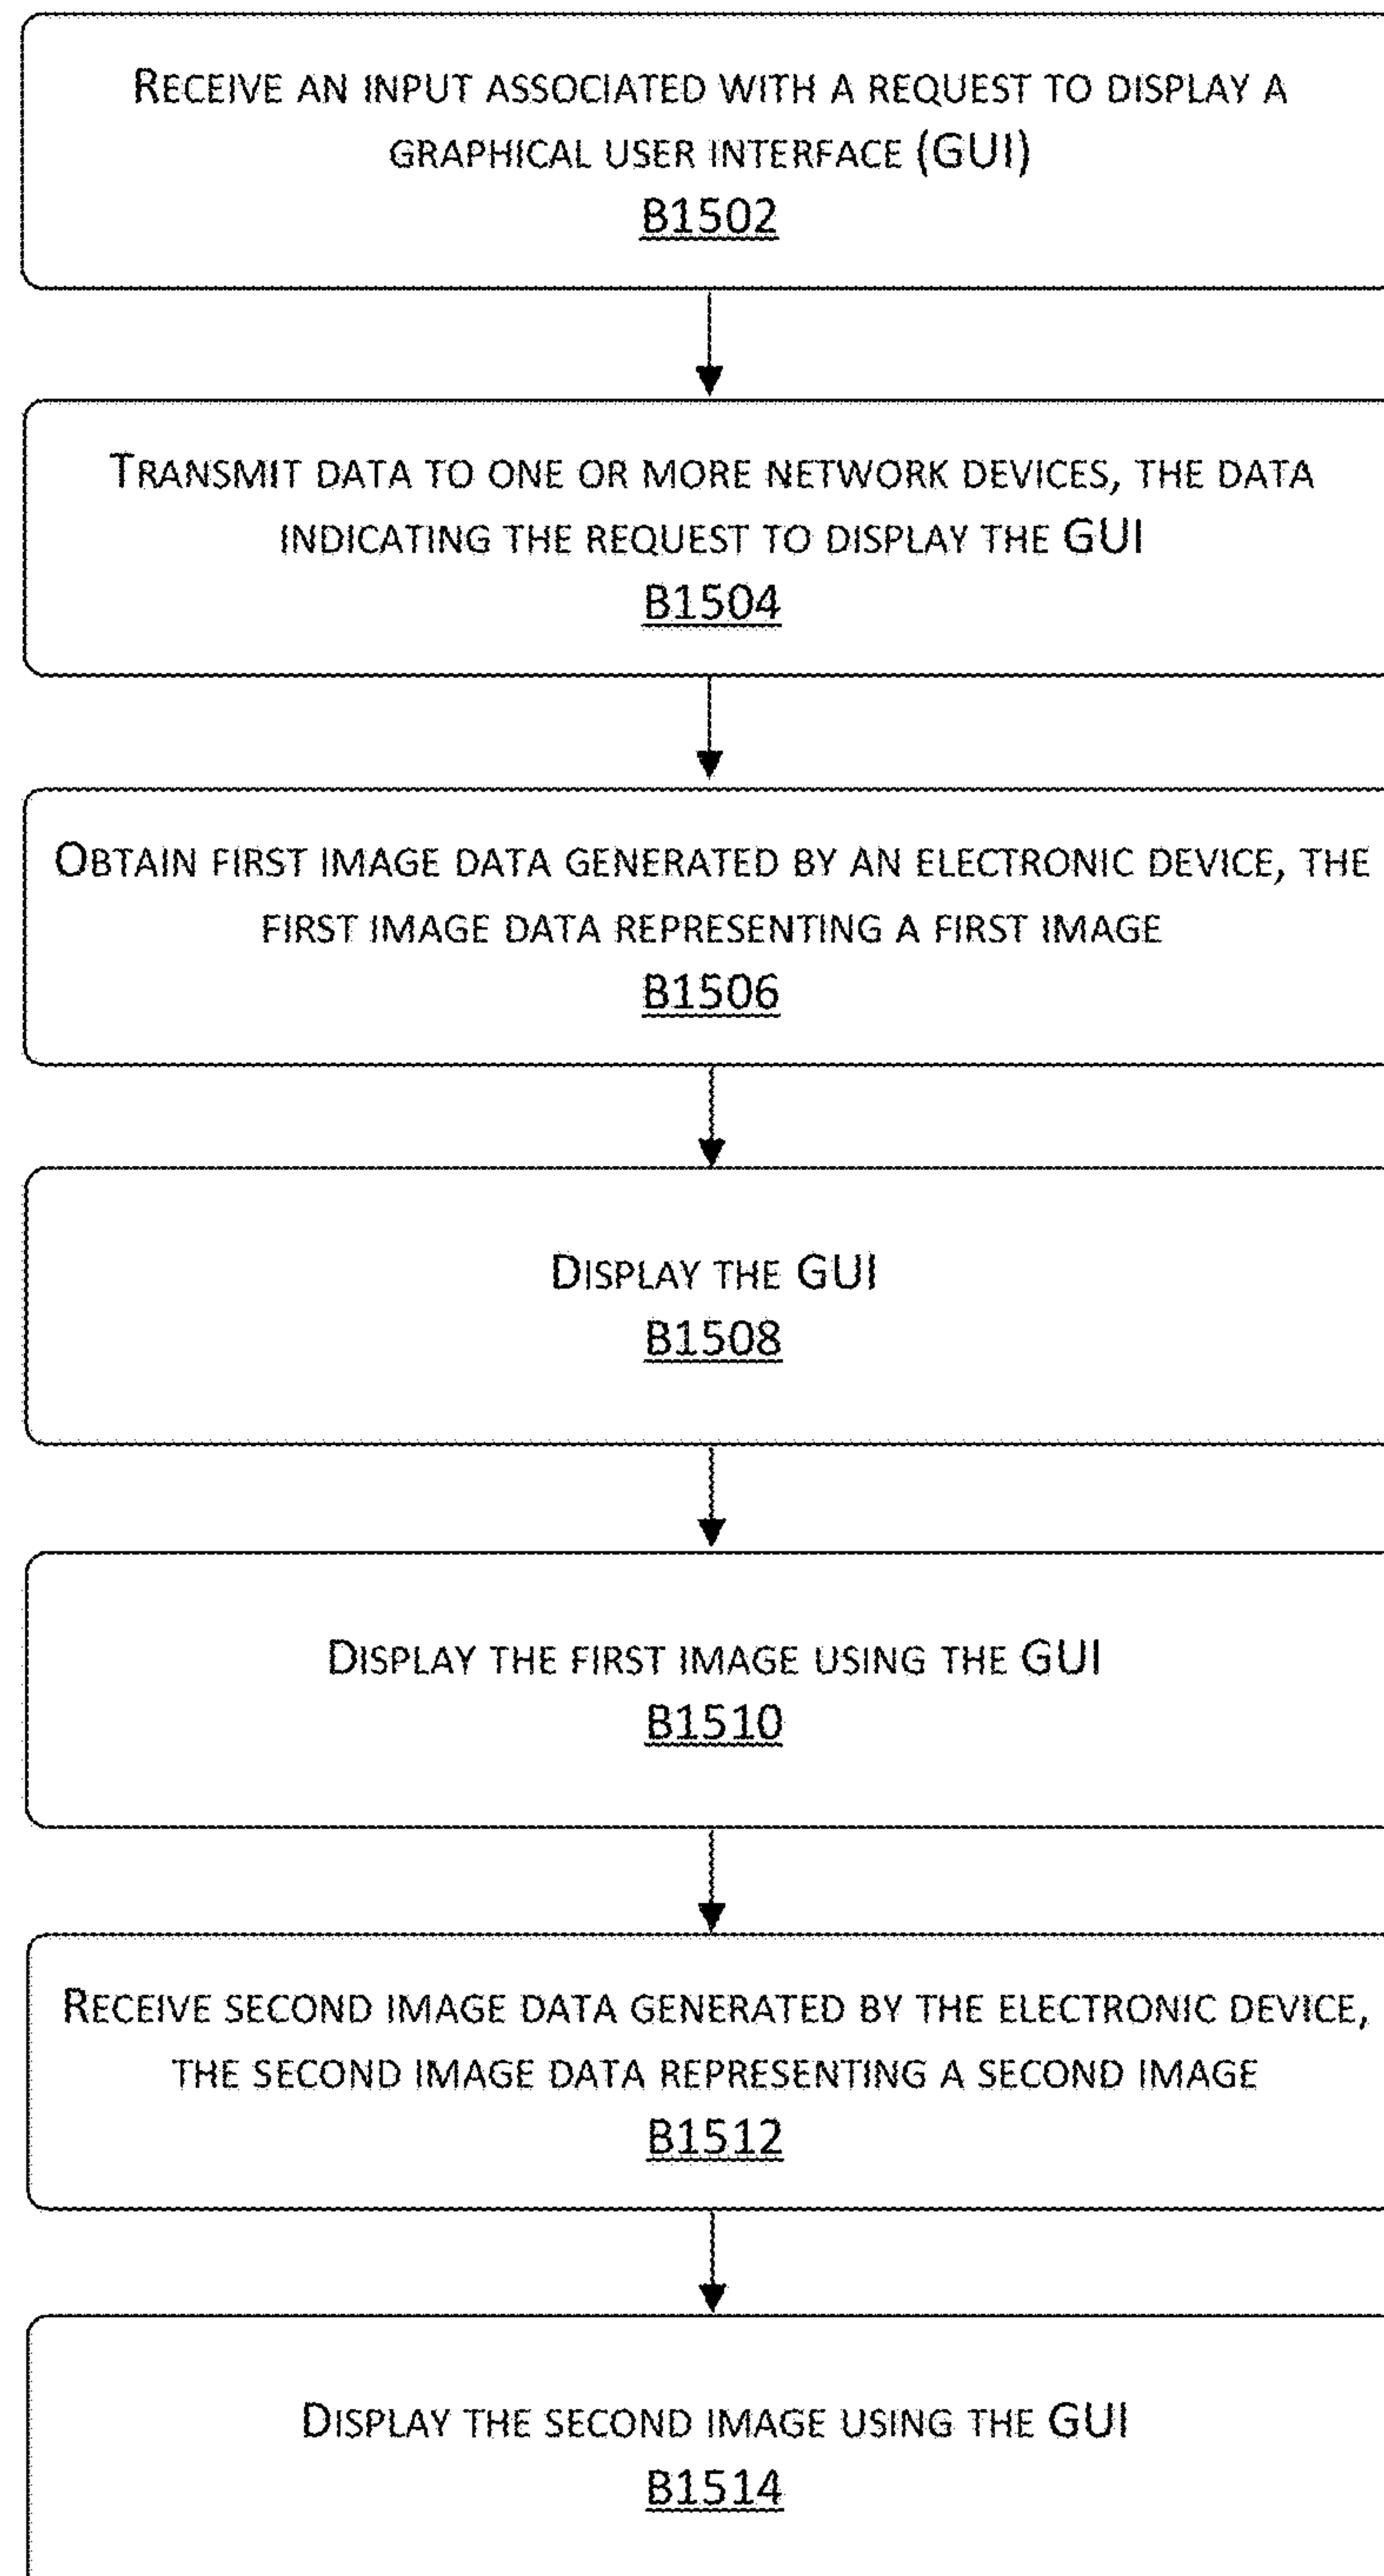 RECEIVE AN INPUT ASSOCIATED WITH A REQUEST TO DISPLAY A
GRAPHICAL USER INTERFACE (GUI)
B1502
TRANSMIT DATA TO ONE OR MORE NETWORK DEVICES, THE DATA
INDICATING THE REQUEST TO DISPLAY THE GUI
B1504
OBTAIN FIRST IMAGE DATA GENERATED BY AN ELECTRONIC DEVICE, THE
FIRST IMAGE DATA REPRESENTING A FIRST IMAGE
B1506
DISPLAY THE GUI
B1508
DISPLAY THE FIRST IMAGE USING THE GUI
B1510
RECEIVE SECOND IMAGE DATA GENERATED BY THE ELECTRONIC DEVICE,
THE SECOND IMAGE DATA REPRESENTING A SECOND IMAGE
B1512
DISPLAY THE SECOND IMAGE USING THE GUI
B1514